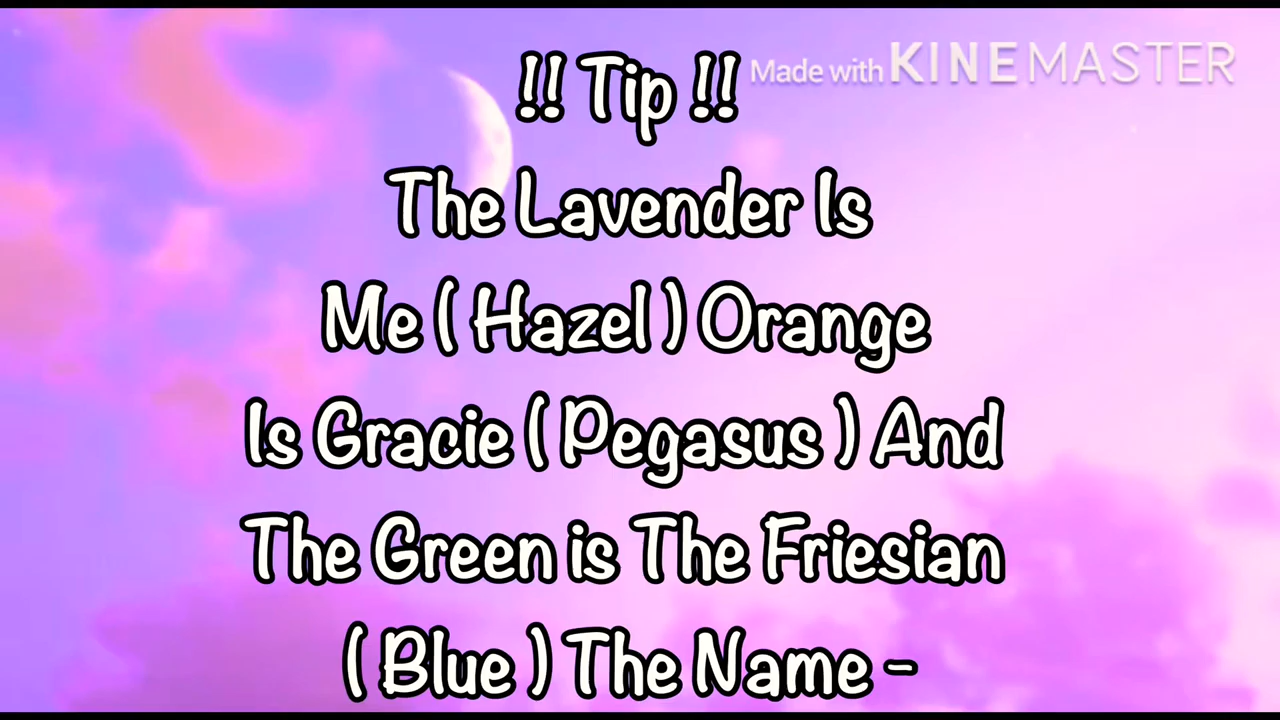 !! Tip !!
Made with KINEMASTER
The Lavender Is
Me ( Hazel ) Orange
Is Gracie ( Pegasus ) And
The Green is The Friesian
( Blue ) The Name -